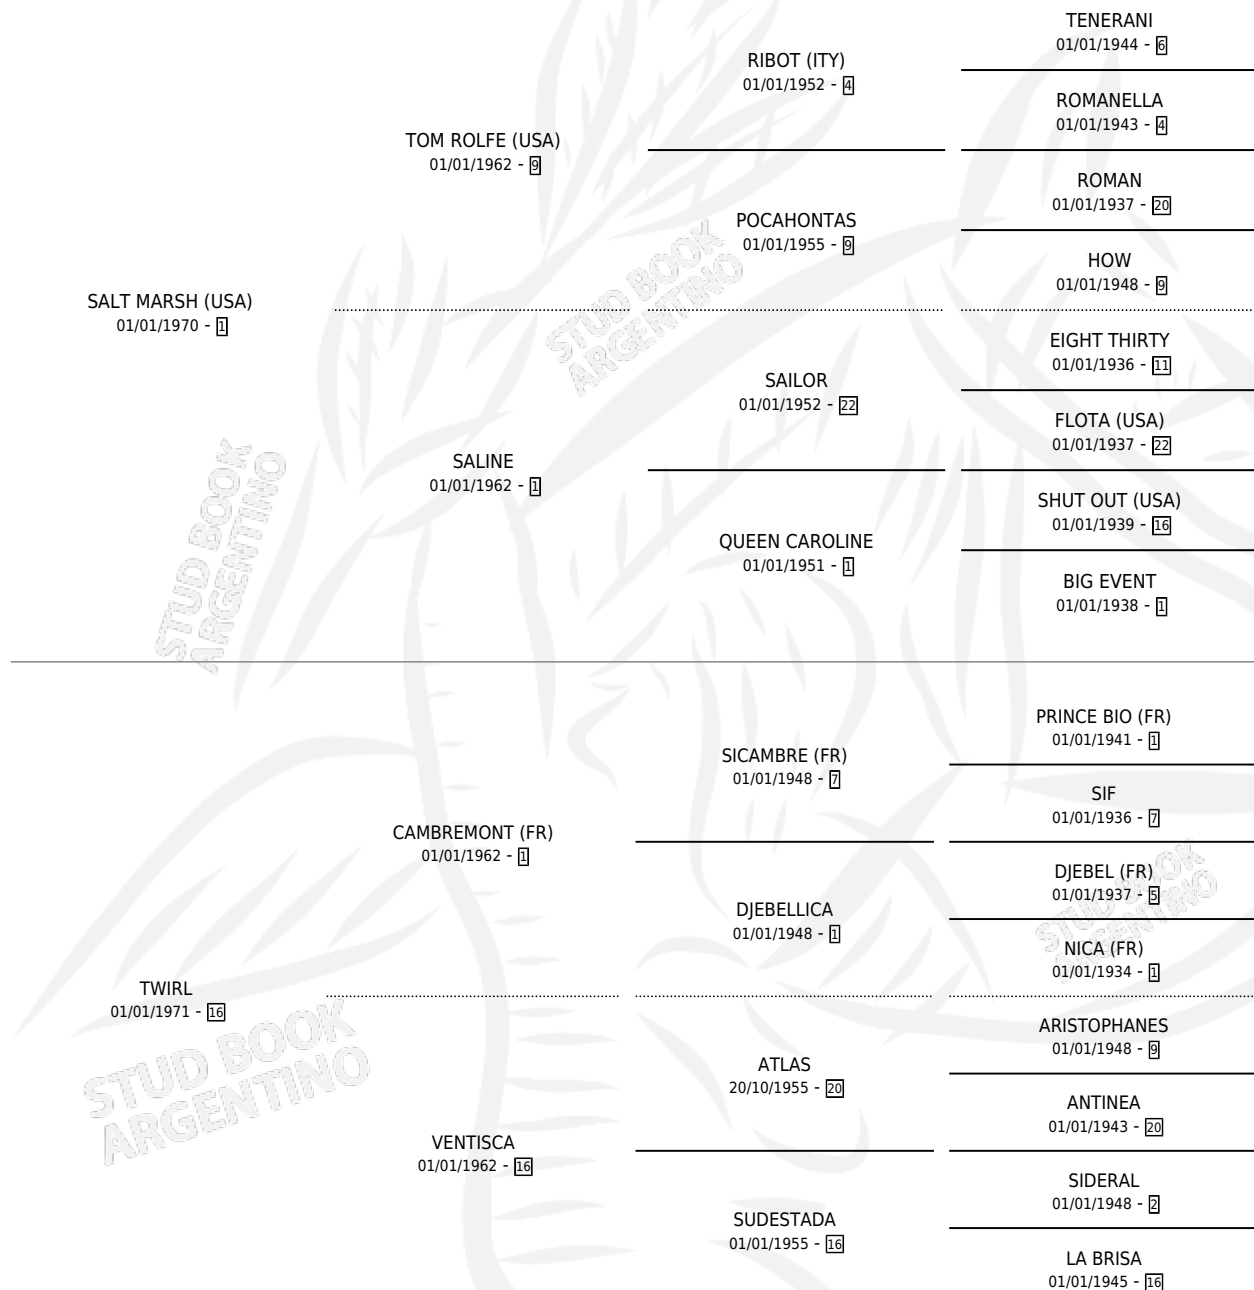 TENERANI
01/01/1944 - 6
RIBOT (ITY)
01/01/1952 - 4
ROMANELLA
01/01/1943 - 4
TOM ROLFE (USA)
01/01/1962 - 9
ROMAN
01/01/1937 - 20
POCAHONTAS
01/01/1955 - 9
HOW
01/01/1948 - 9
SALT MARSH (USA)
01/01/1970 - 1
STUD BOOK
ARGENTINO
EIGHT THIRTY
01/01/1936 - 11
SAILOR
01/01/1952 - 22
FLOTA (USA)
01/01/1937 - 22
SALINE
01/01/1962 - 1
SHUT OUT (USA)
01/01/1939 - 16
QUEEN CAROLINE
01/01/1951 - 1
BIG EVENT
01/01/1938 - 1
STUD BOOK
ARGENTINO
PRINCE BIO (FR)
01/01/1941 - 1
SICAMBRE (FR)
01/01/1948 - 7
SIF
01/01/1936 - 7
CAMBREMONT (FR)
01/01/1962 - 1
DJEBEL (FR)
01/01/1937 - 5
DJEBELLICA
01/01/1948 - 1
STUD BOOK
ARGENTINO
NICA (FR)
01/01/1934 - 1
TWIRL
01/01/1971 - 16
ARISTOPHANES
01/01/1948 - 9
ATLAS
20/10/1955 - 20
ANTINEA
01/01/1943 - 20
STUD BOOK
ARGENTINO
VENTISCA
01/01/1962 - 16
SIDERAL
01/01/1948 - 2
SUDESTADA
01/01/1955 - 16
LA BRISA
01/01/1945 - 16